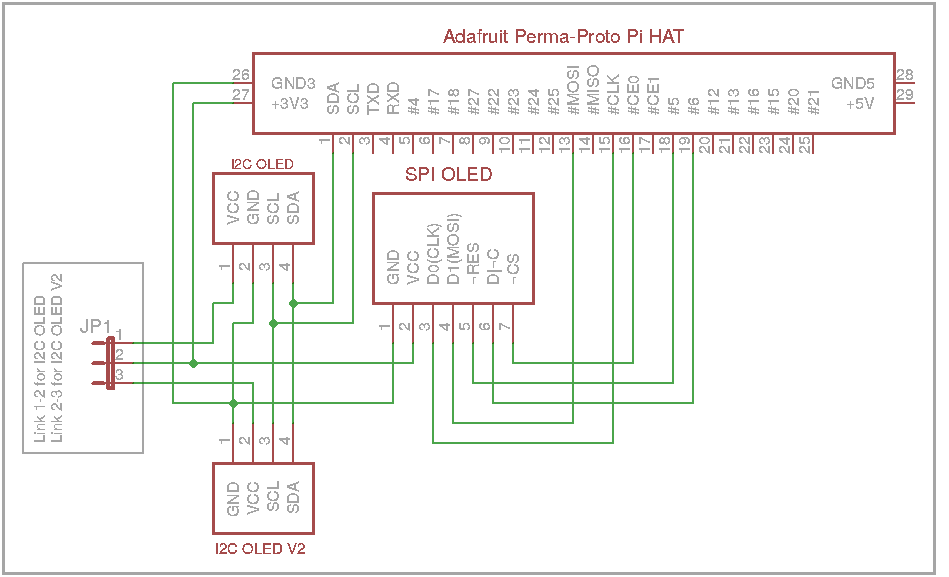 Adafruit Perma-Proto Pi HAT
26 GND3
27 +3V3
GND5 28
+5V 29
SDA SCL TXD RXD #4 #17 #18 #27 #22 #23 #24 #25 #MOSI #MISO #CLK #CE0 #CE1 #5 #6 #12 #13 #16 #15 #20 #21
1 2 3 4 5 6 7 8 9 10 11 12 13 14 15 16 17 18 19 20 21 22 23 24 25
I2C OLED
VCC GND SCL SDA
1 2 3 4
SPI OLED
GND VCC D0(CLK) D1(MOSI) ¬RES D|¬C ¬CS
1 2 3 4 5 6 7
Link 1-2 for I2C OLED
Link 2-3 for I2C OLED V2
JP1
1
2
3
1 2 3 4
GND VCC SCL SDA
I2C OLED V2